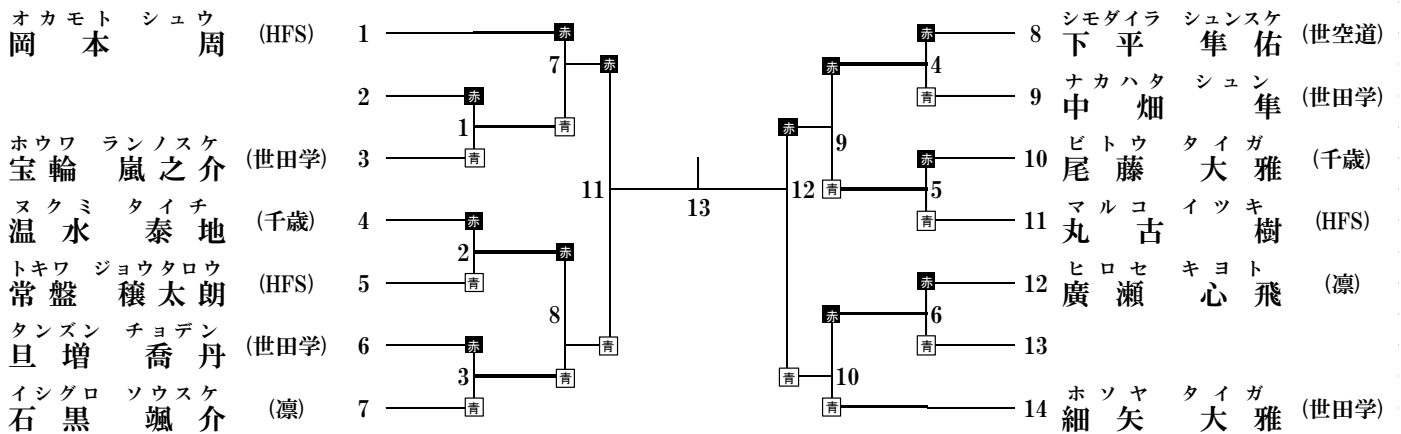 オカモト シュウ
岡本 周 (HFS) 1
2
ホウワ ランノスケ
宝輪 嵐之介 (世田学) 3
ヌクミ タイチ
温水 泰地 (千歳) 4
トキワ ジョウタロウ
常盤 穣太朗 (HFS) 5
タンズン チョデン
旦増 喬丹 (世田学) 6
イシグロ ソウスケ
石黒 颯介 (凛) 7
赤
青
1
赤
青
2
赤
青
3
赤
7
青
赤
8
青
赤
11
青
13
赤
12
青
赤
9
青
赤
10
青
赤
4
青
赤
5
青
赤
6
青
シモダイラ シュンスケ
8 下平 隼佑 (世空道)
ナカハタ シュン
9 中畑 隼 (世田学)
ビトウ タイガ
10 尾藤 大雅 (千歳)
マルコ イツキ
11 丸古 樹 (HFS)
ヒロセ キヨト
12 廣瀬 心飛 (凛)
13
ホソヤ タイガ
14 細矢 大雅 (世田学)